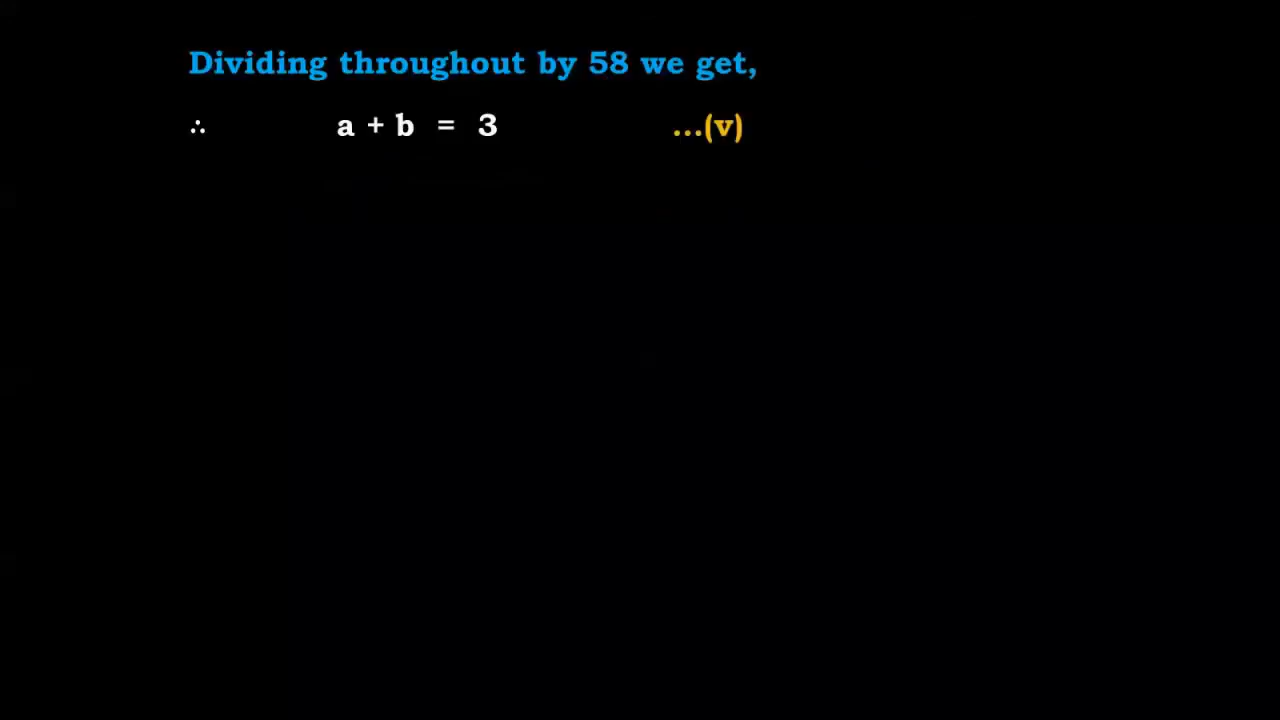 Dividing throughout by 58 we get,
∴ a + b = 3 ...(v)